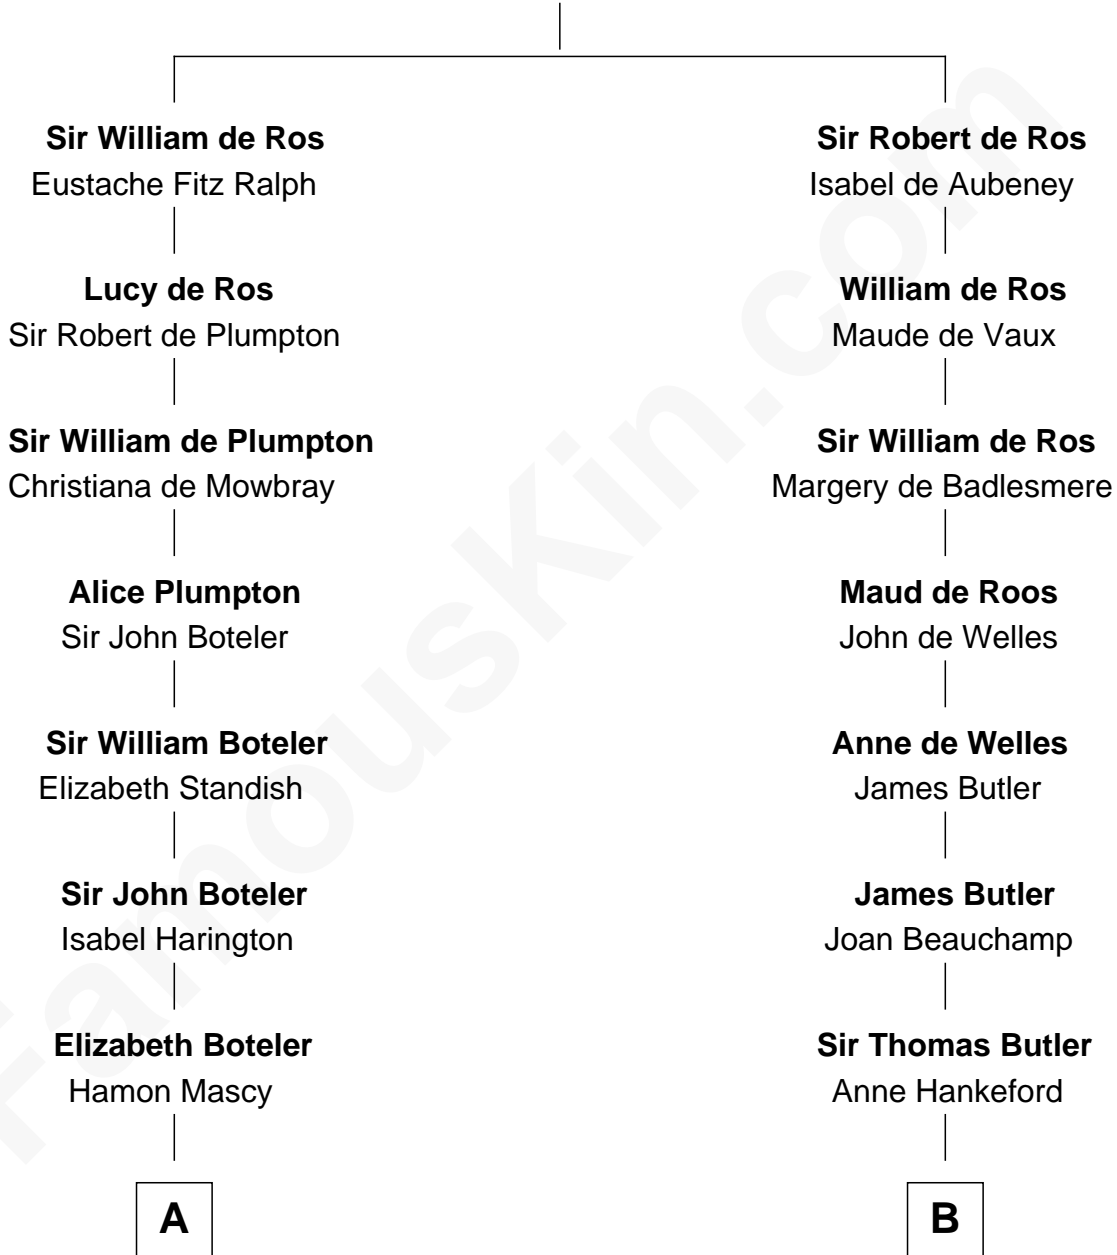 Sir William de Ros
Eustache Fitz Ralph
Lucy de Ros
Sir Robert de Plumpton
Sir William de Plumpton
Christiana de Mowbray
Alice Plumpton
Sir John Boteler
Sir William Boteler
Elizabeth Standish
Sir John Boteler
Isabel Harington
Elizabeth Boteler
Hamon Mascy
A
Sir Robert de Ros
Isabel de Aubeney
William de Ros
Maude de Vaux
Sir William de Ros
Margery de Badlesmere
Maud de Roos
John de Welles
Anne de Welles
James Butler
James Butler
Joan Beauchamp
Sir Thomas Butler
Anne Hankeford
B
FamousKin.com